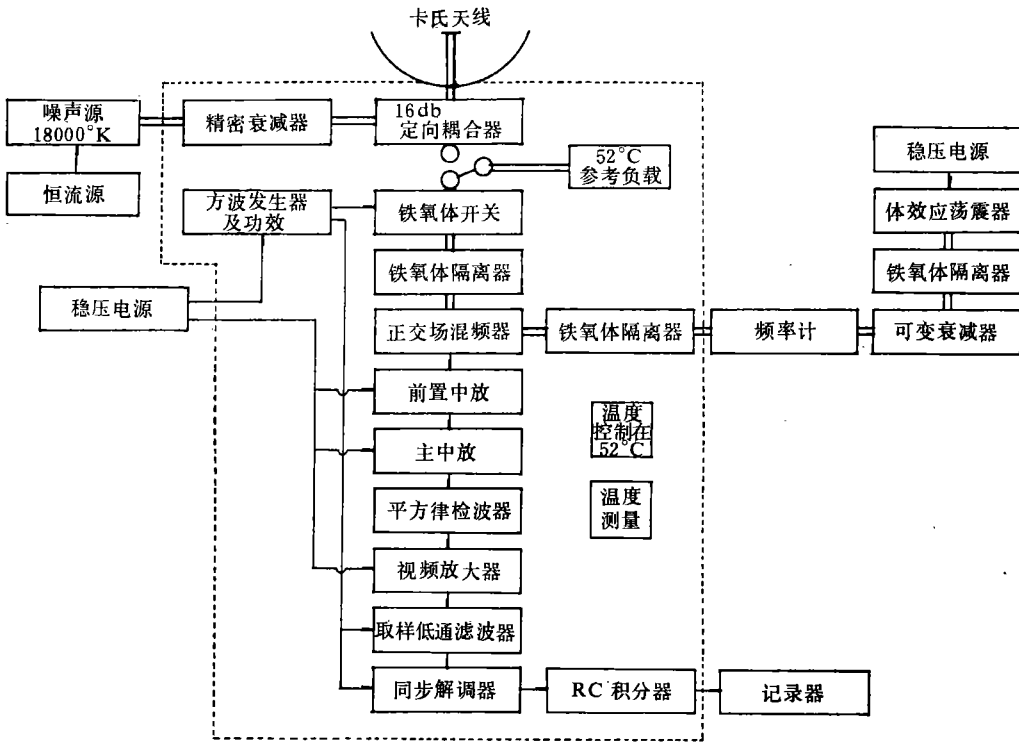 卡氏天线
噪声源
18000°K
精密衰减器
16db
定向耦合器
52°C
参考负载
稳压电源
恒流源
方波发生器
及功效
铁氧体开关
体效应荡震器
铁氧体隔离器
铁氧体隔离器
稳压电源
正交场混频器
铁氧体隔离器
频率计
可变衰减器
前置中放
温度
控制在
52°C
主中放
平方律检波器
温度
测量
视频放大器
取样低通滤波器
同步解调器
RC积分器
记录器